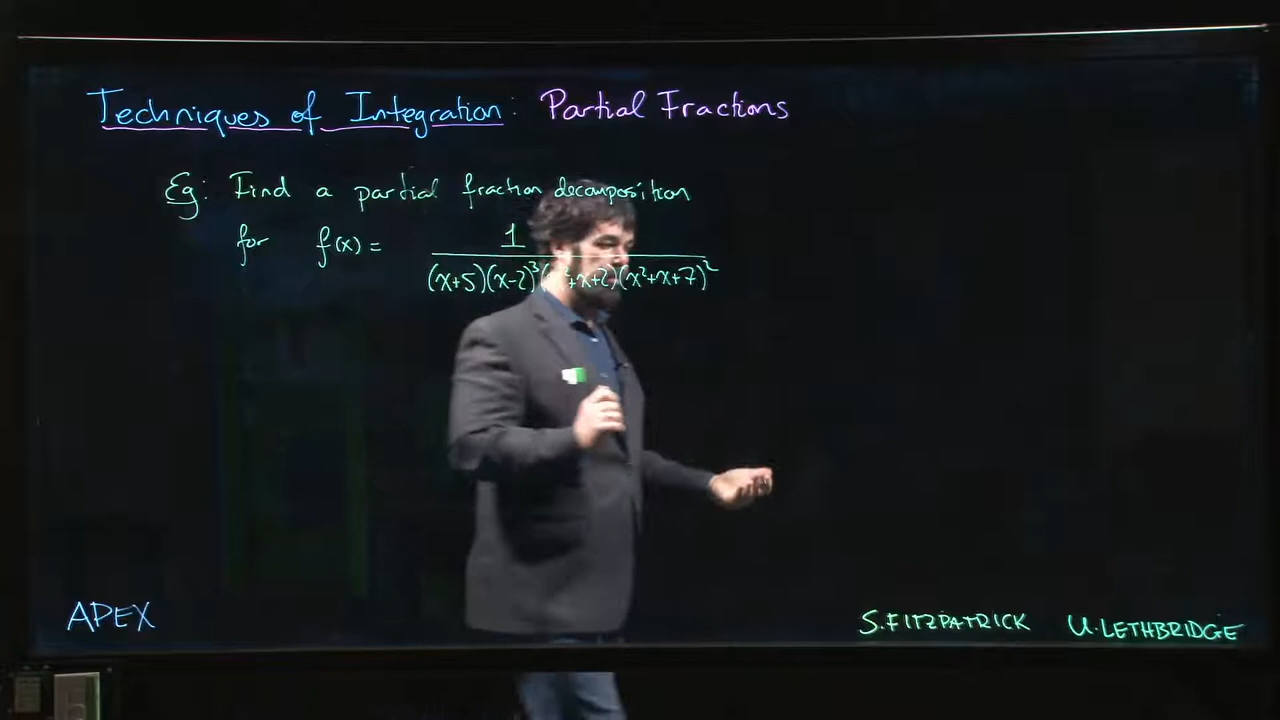 Techniques of Integration: Partial Fractions
Eg: Find a partial fraction decomposition
for f(x) = 1
(x+5)(x-2)³( ²+x+2)(x²+x+7)²
APEX
S.FITZPATRICK U.LETHBRIDGE